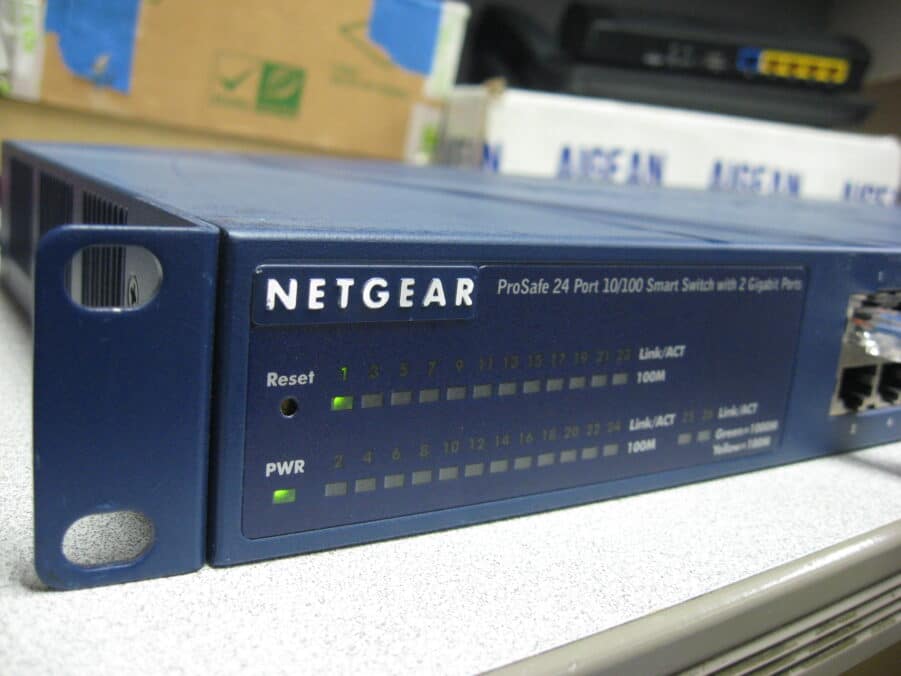 AIGEAN AIGEAN
NETGEAR ProSafe 24 Port 10/100 Smart Switch with 2 Gigabit Ports
1 3 5 7 9 11 13 15 17 19 21 23 Link/ACT
Reset 100M
2 4 6 8 10 12 14 16 18 20 22 24 Link/ACT 25 26 Link/ACT
PWR 100M Green=1000M
Yellow=100M